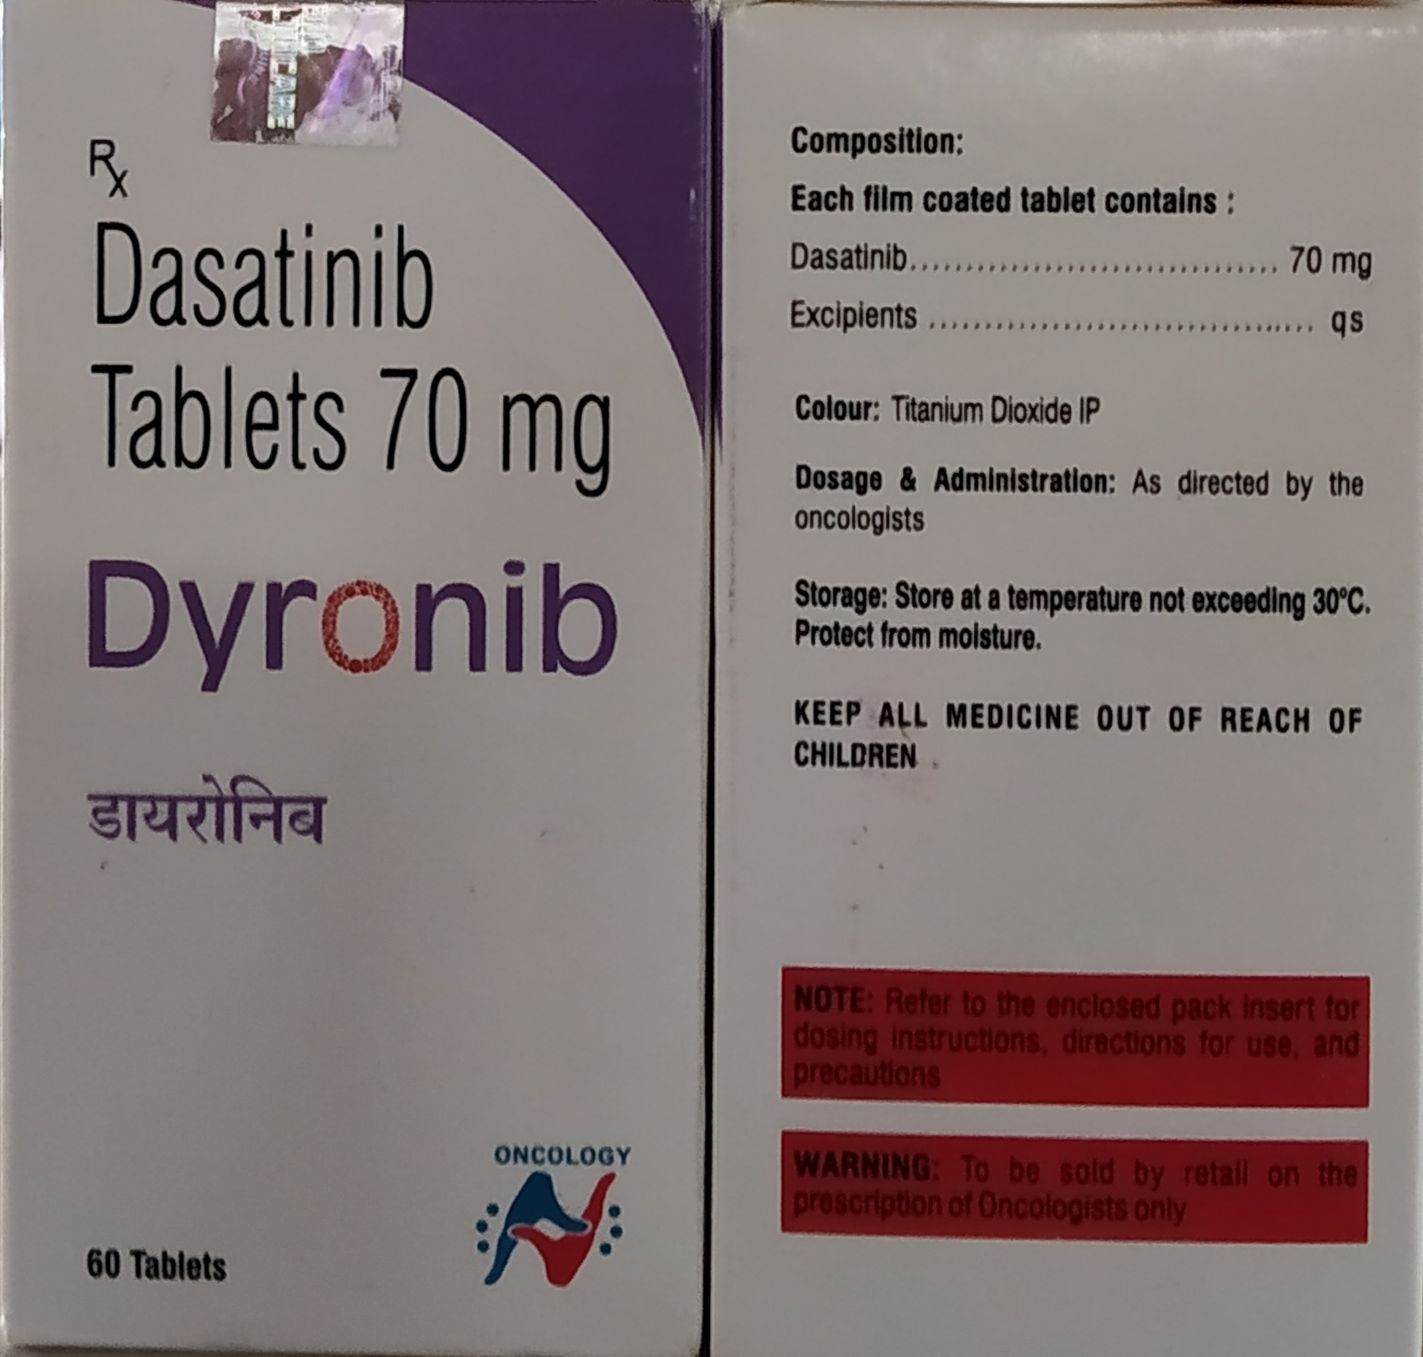 Rx
Dasatinib
Tablets 70 mg
Dyronib
डायरोनिब
ONCOLOGY
60 Tablets
Composition:
Each film coated tablet contains :
Dasatinib................................. 70 mg
Excipients ................................... qs
Colour: Titanium Dioxide IP
Dosage & Administration: As directed by the
oncologists
Storage: Store at a temperature not exceeding 30°C.
Protect from moisture.
KEEP ALL MEDICINE OUT OF REACH OF
CHILDREN
NOTE: Refer to the enclosed pack insert for
dosing instructions, directions for use, and
precautions
WARNING: To be sold by retail on the
prescription of Oncologists only